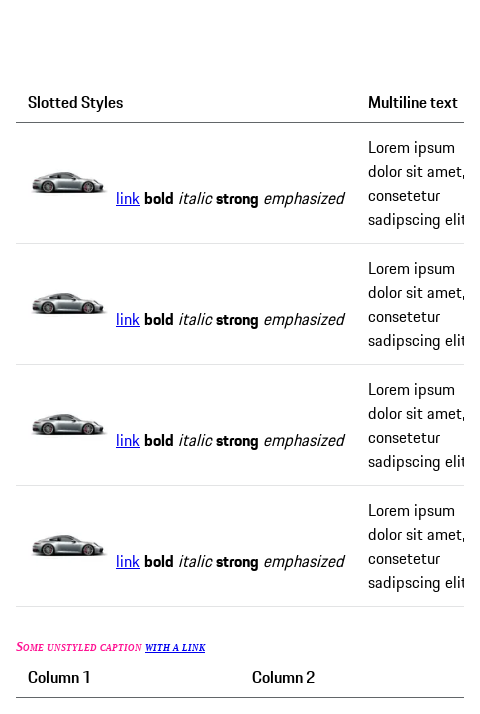 Slotted Styles Multiline text
link bold italic strong emphasized Lorem ipsum
dolor sit amet,
consetetur
sadipscing elit
link bold italic strong emphasized Lorem ipsum
dolor sit amet,
consetetur
sadipscing elit
link bold italic strong emphasized Lorem ipsum
dolor sit amet,
consetetur
sadipscing elit
link bold italic strong emphasized Lorem ipsum
dolor sit amet,
consetetur
sadipscing elit
Some unstyled caption with a link
Column 1 Column 2